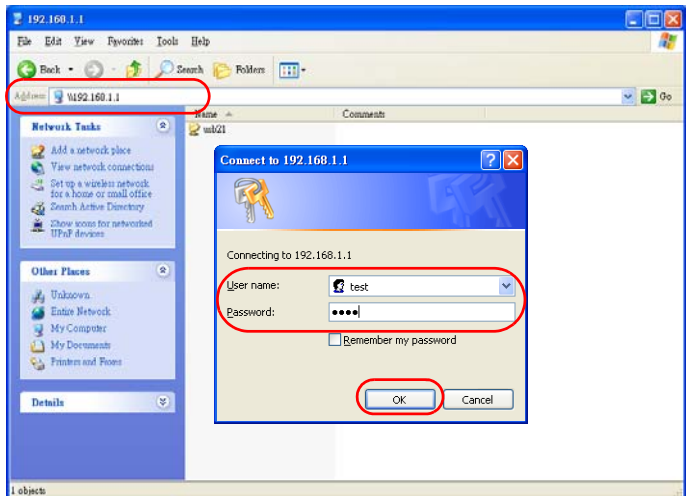 192.168.1.1
File Edit View Favorites Tools Help
Back Search Folders
Address \\192.168.1.1 Go
Name Comments
Network Tasks
usb21
Add a network place
View network connections
Set up a wireless network
for a home or small office
Search Active Directory
Show icons for networked
UPnP devices
Other Places
Unknown
Entire Network
My Computer
My Documents
Printers and Faxes
Details
Connect to 192.168.1.1
Connecting to 192.168.1.1
User name: test
Password:
Remember my password
OK Cancel
1 objects